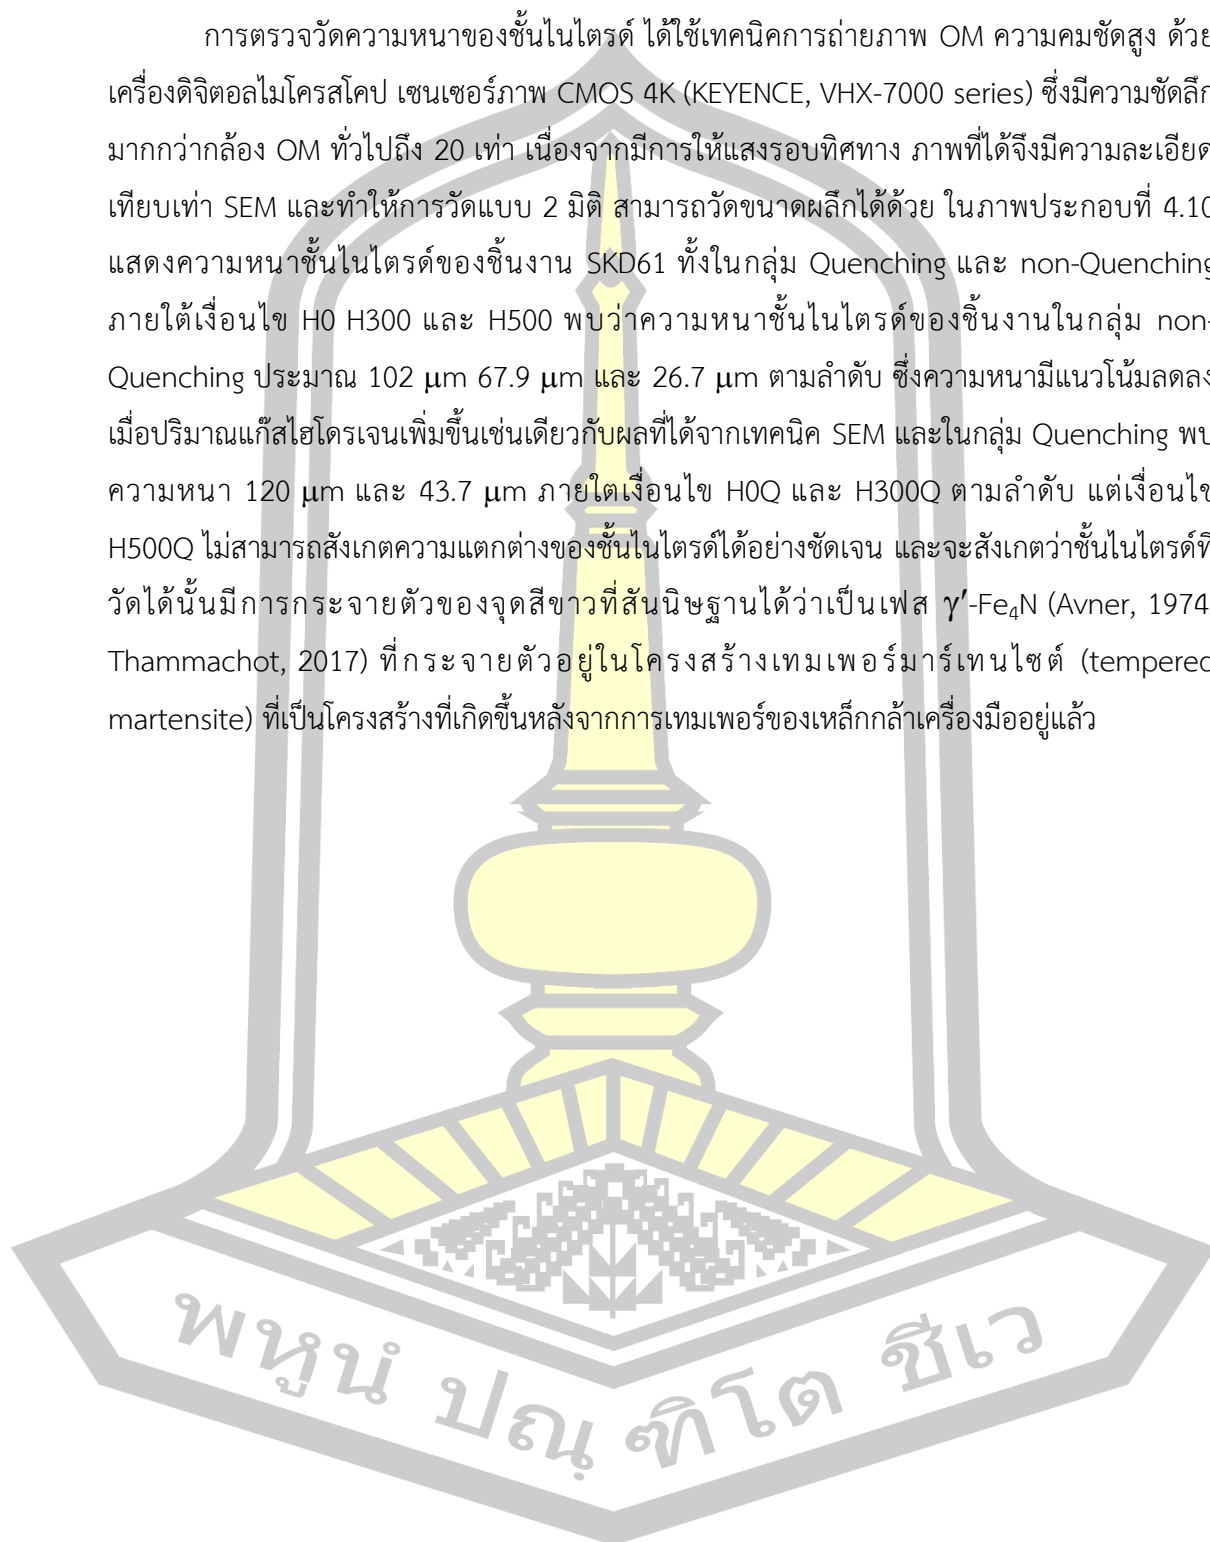 การตรวจวัดความหนาของชั้นไนไตรด์ ได้ใช้เทคนิคการถ่ายภาพ OM ความคมชัดสูง ด้วย
เครื่องดิจิตอลไมโครสโคป เซนเซอร์ภาพ CMOS 4K (KEYENCE, VHX-7000 series) ซึ่งมีความชัดลึก
มากกว่ากล้อง OM ทั่วไปถึง 20 เท่า เนื่องจากมีการให้แสงรอบทิศทาง ภาพที่ได้จึงมีความละเอียด
เทียบเท่า SEM และทำให้การวัดแบบ 2 มิติ สามารถวัดขนาดผลึกได้ด้วย ในภาพประกอบที่ 4.10
แสดงความหนาชั้นไนไตรด์ของชิ้นงาน SKD61 ทั้งในกลุ่ม Quenching และ non-Quenching
ภายใต้เงื่อนไข H0 H300 และ H500 พบว่าความหนาชั้นไนไตรด์ของชิ้นงานในกลุ่ม non-
Quenching ประมาณ 102 μm 67.9 μm และ 26.7 μm ตามลำดับ ซึ่งความหนามีแนวโน้มลดลง
เมื่อปริมาณแก๊สไฮโดรเจนเพิ่มขึ้นเช่นเดียวกับผลที่ได้จากเทคนิค SEM และในกลุ่ม Quenching พบ
ความหนา 120 μm และ 43.7 μm ภายใตเงื่อนไข H0Q และ H300Q ตามลำดับ แต่เงื่อนไข
H500Q ไม่สามารถสังเกตความแตกต่างของชั้นไนไตรด์ได้อย่างชัดเจน และจะสังเกตว่าชั้นไนไตรด์ที่
วัดได้นั้นมีการกระจายตัวของจุดสีขาวที่สันนิษฐานได้ว่าเป็นเฟส γ′-Fe₄N (Avner, 1974
Thammachot, 2017) ที่กระจายตัวอยู่ในโครงสร้างเทมเพอร์มาร์เทนไซต์ (tempered
martensite) ที่เป็นโครงสร้างที่เกิดขึ้นหลังจากการเทมเพอร์ของเหล็กกล้าเครื่องมืออยู่แล้ว
พหูนํ ปณฺฑิโต ชีเว